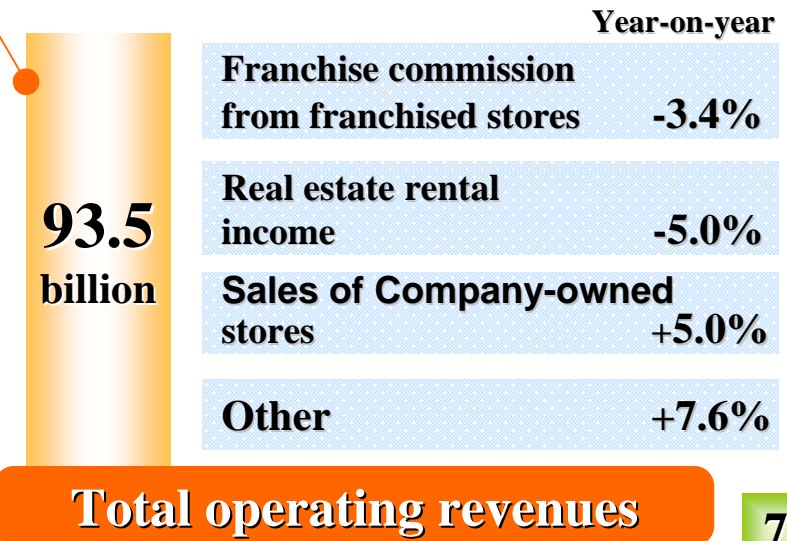 Year-on-year
Franchise commission
from franchised stores -3.4%
Real estate rental
income -5.0%
93.5
billion
Sales of Company-owned
stores +5.0%
Other +7.6%
Total operating revenues
7